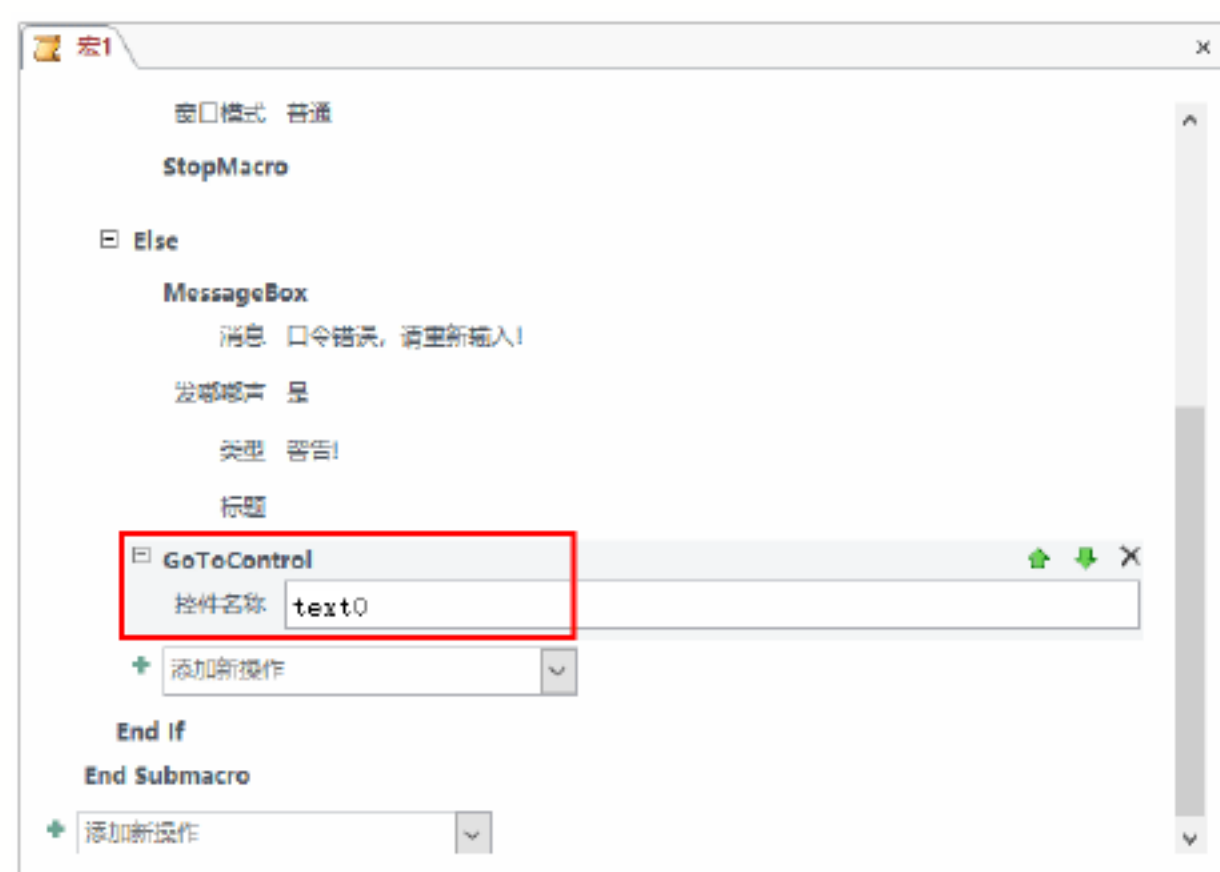 宏1
窗口模式 普通
StopMacro
Else
MessageBox
消息 口令错误，请重新输入！
发嘟嘟声 是
类型 警告!
标题
GoToControl
控件名称 text0
添加新操作
End If
End Submacro
添加新操作